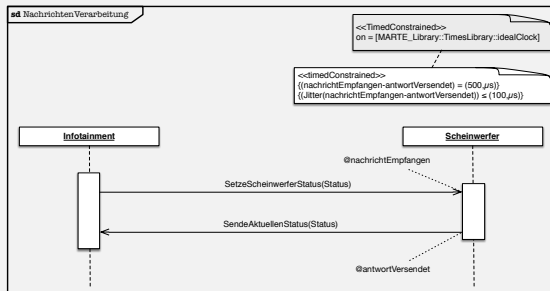 sd NachrichtenVerarbeitung
<<TimedConstrained>>
on = [MARTE_Library::TimesLibrary::idealClock]
<<timedConstrained>>
{(nachrichtEmpfangen-antwortVersendet) = (500,µs)}
{(Jitter(nachrichtEmpfangen-antwortVersendet)) ≤ (100,µs)}
Infotainment
Scheinwerfer
@nachrichtEmpfangen
SetzeScheinwerferStatus(Status)
SendeAktuellenStatus(Status)
@antwortVersendet